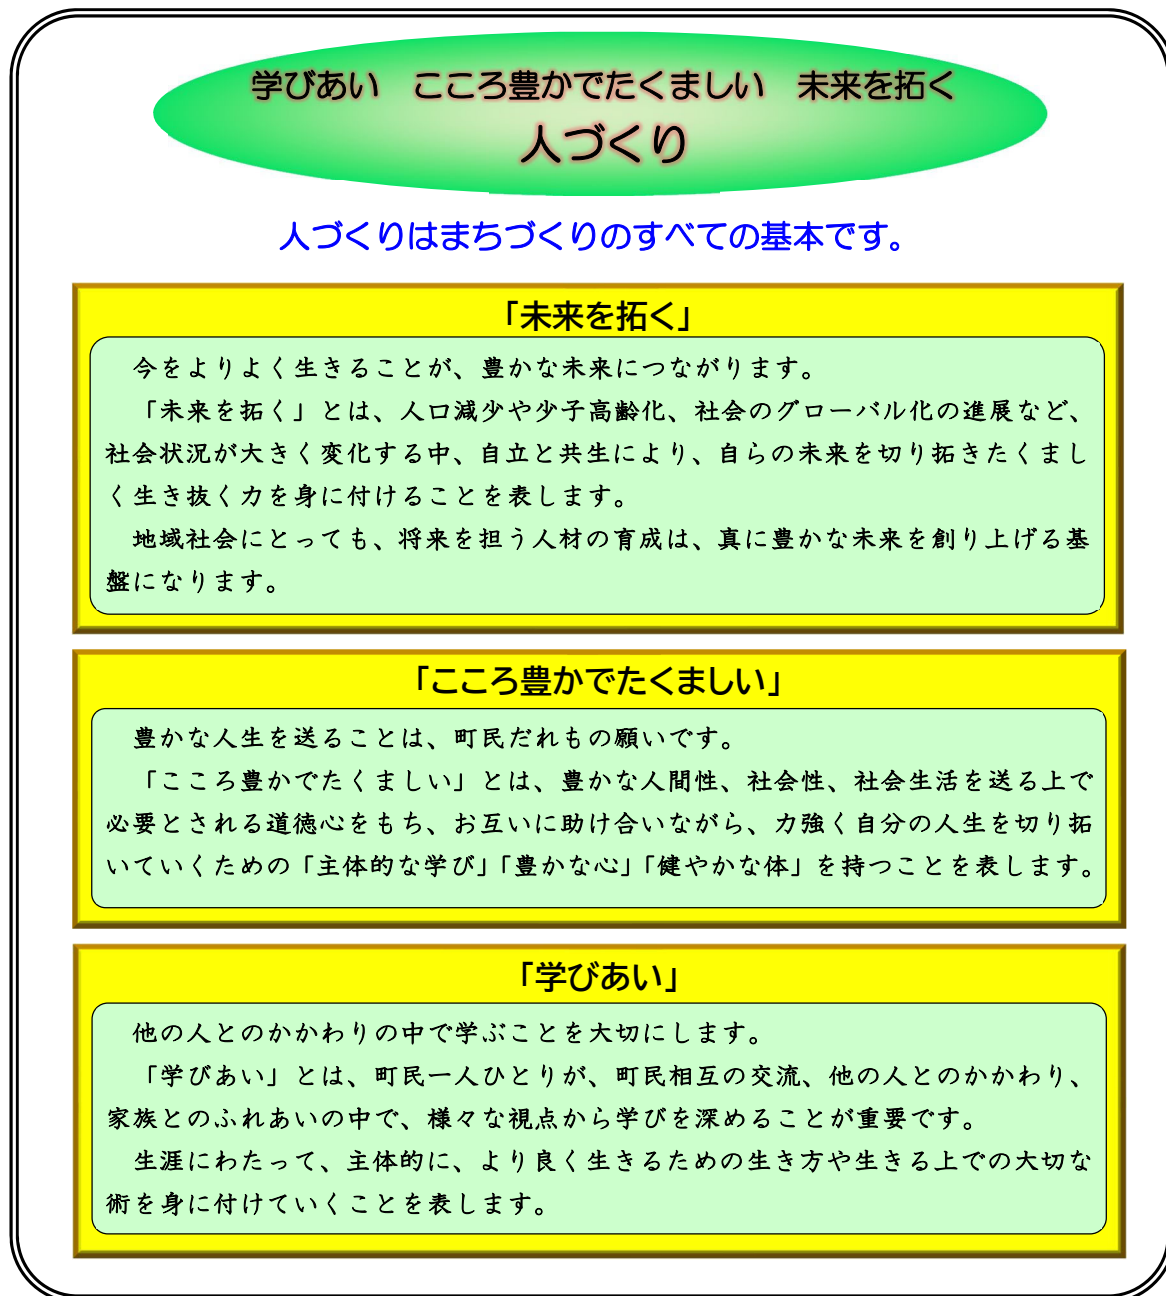 学びあい　こころ豊かでたくましい　未来を拓く
人づくり
人づくりはまちづくりのすべての基本です。
「未来を拓く」
今をよりよく生きることが、豊かな未来につながります。
「未来を拓く」とは、人口減少や少子高齢化、社会のグローバル化の進展など、
社会状況が大きく変化する中、自立と共生により、自らの未来を切り拓きたくまし
く生き抜く力を身に付けることを表します。
地域社会にとっても、将来を担う人材の育成は、真に豊かな未来を創り上げる基
盤になります。
「こころ豊かでたくましい」
豊かな人生を送ることは、町民だれもの願いです。
「こころ豊かでたくましい」とは、豊かな人間性、社会性、社会生活を送る上で
必要とされる道徳心をもち、お互いに助け合いながら、力強く自分の人生を切り拓
いていくための「主体的な学び」「豊かな心」「健やかな体」を持つことを表します。
「学びあい」
他の人とのかかわりの中で学ぶことを大切にします。
「学びあい」とは、町民一人ひとりが、町民相互の交流、他の人とのかかわり、
家族とのふれあいの中で、様々な視点から学びを深めることが重要です。
生涯にわたって、主体的に、より良く生きるための生き方や生きる上での大切な
術を身に付けていくことを表します。